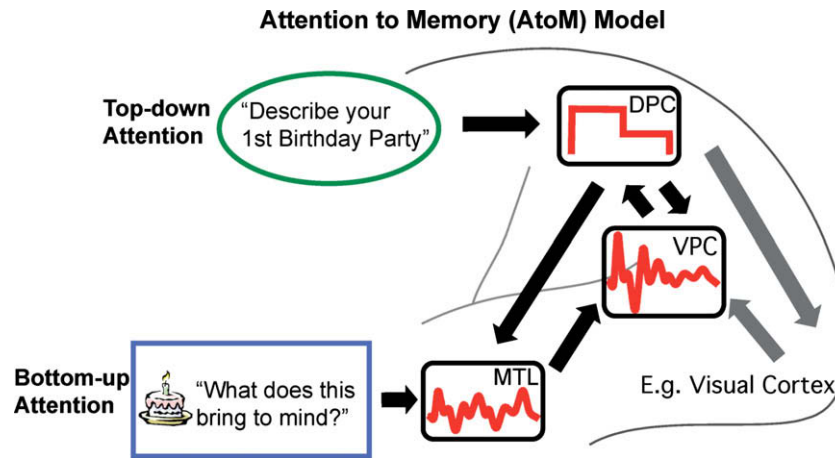 Attention to Memory (AtoM) Model
Top-down
Attention
“Describe your
1st Birthday Party”
DPC
VPC
Bottom-up
Attention
“What does this
bring to mind?”
MTL
E.g. Visual Cortex